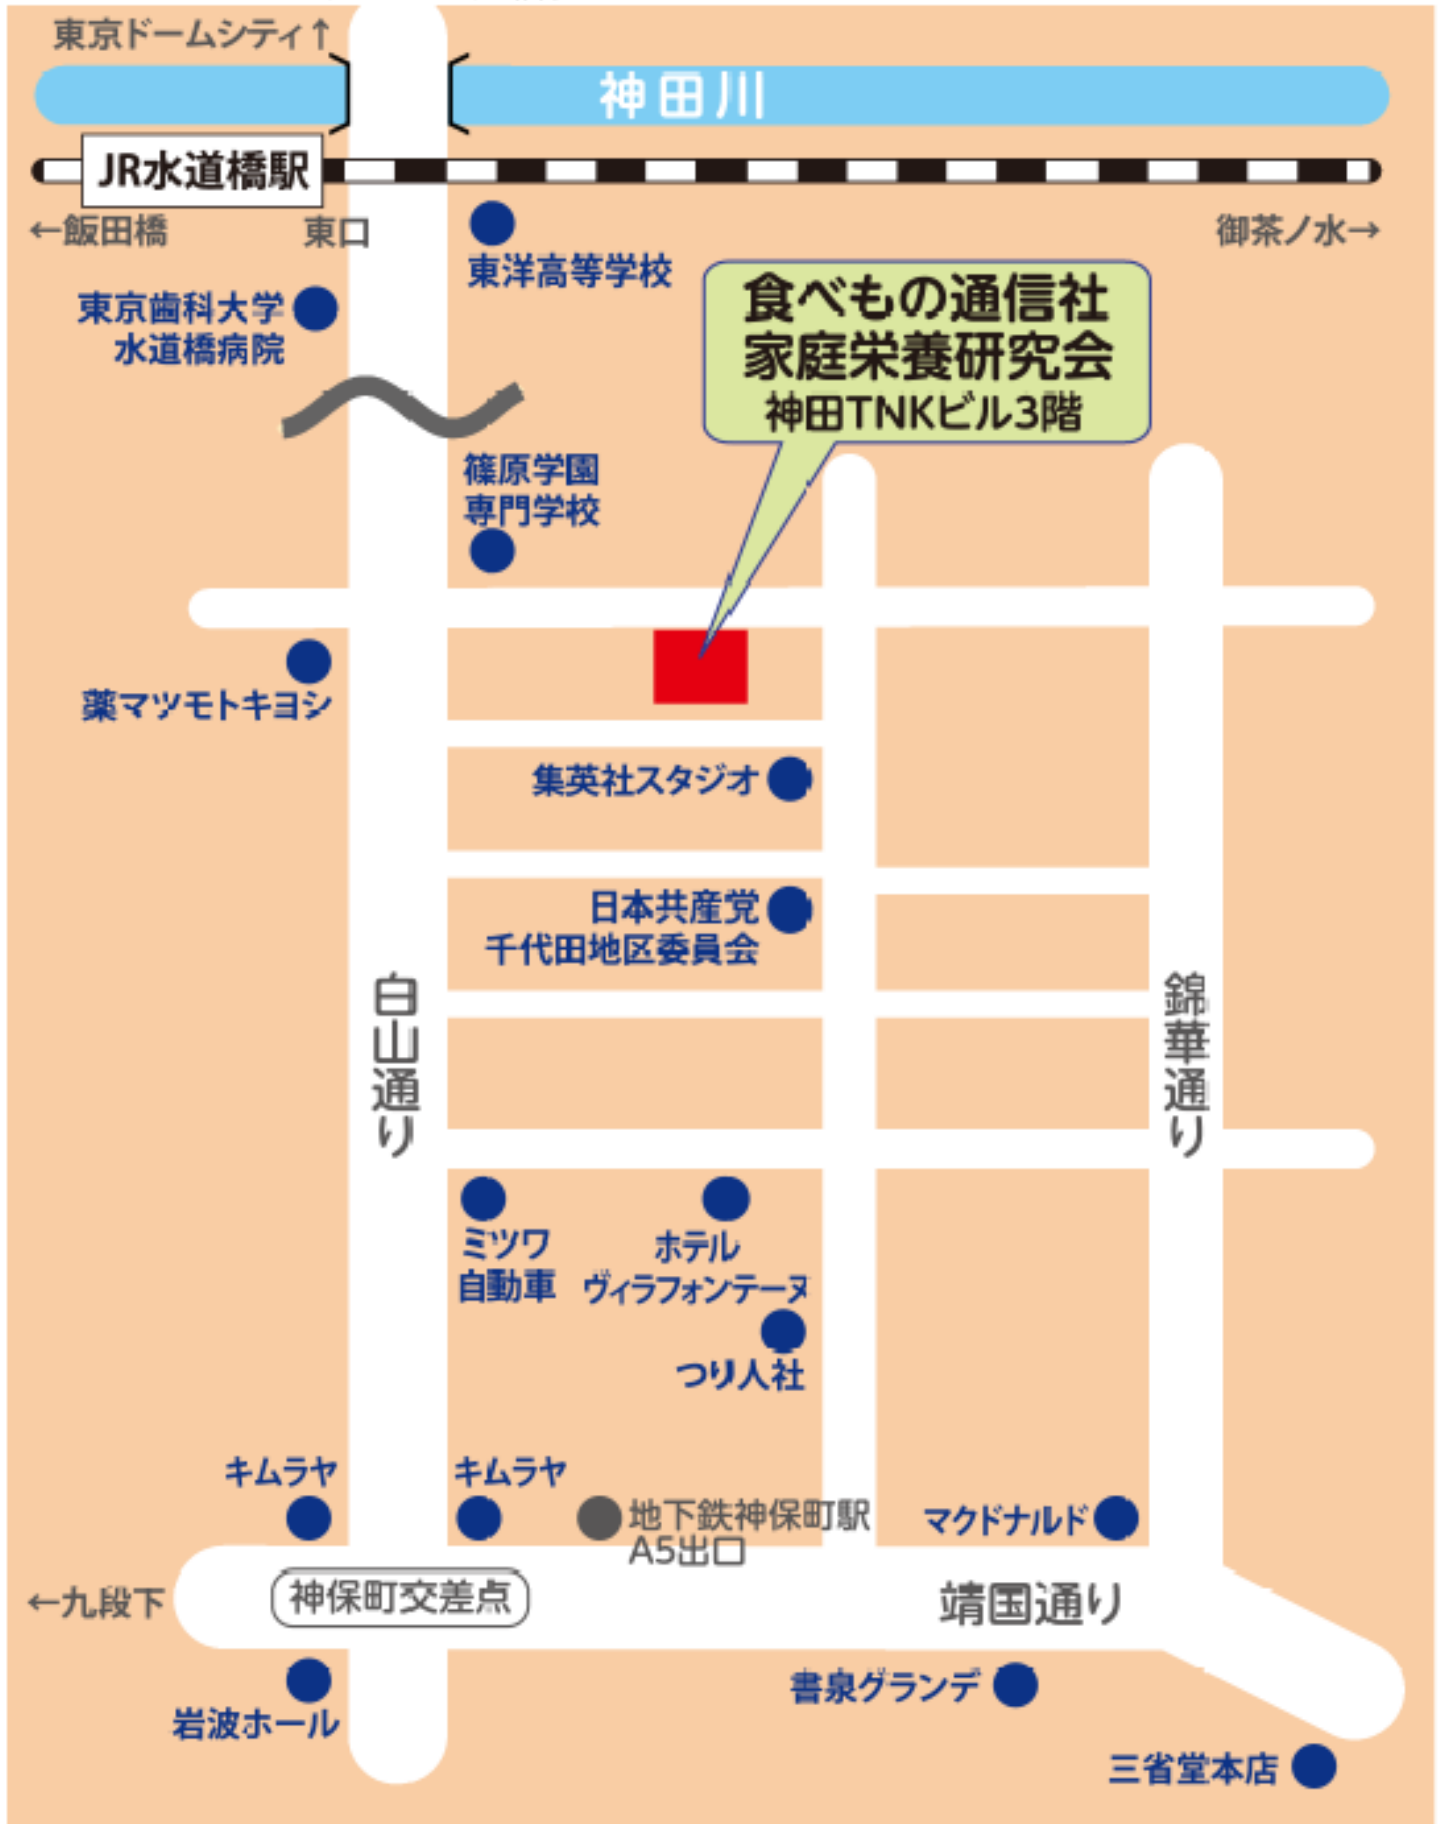 東京ドームシティ↑
神田川
JR水道橋駅
←飯田橋
東口
御茶ノ水→
東洋高等学校
東京歯科大学
水道橋病院
食べもの通信社
家庭栄養研究会
神田TNKビル3階
篠原学園
専門学校
薬マツモトキヨシ
集英社スタジオ
日本共産党
千代田地区委員会
白山通り
錦華通り
ミツワ
自動車
ホテル
ヴィラフォンテーヌ
つり人社
キムラヤ
キムラヤ
地下鉄神保町駅
A5出口
マクドナルド
←九段下
神保町交差点
靖国通り
岩波ホール
書泉グランデ
三省堂本店